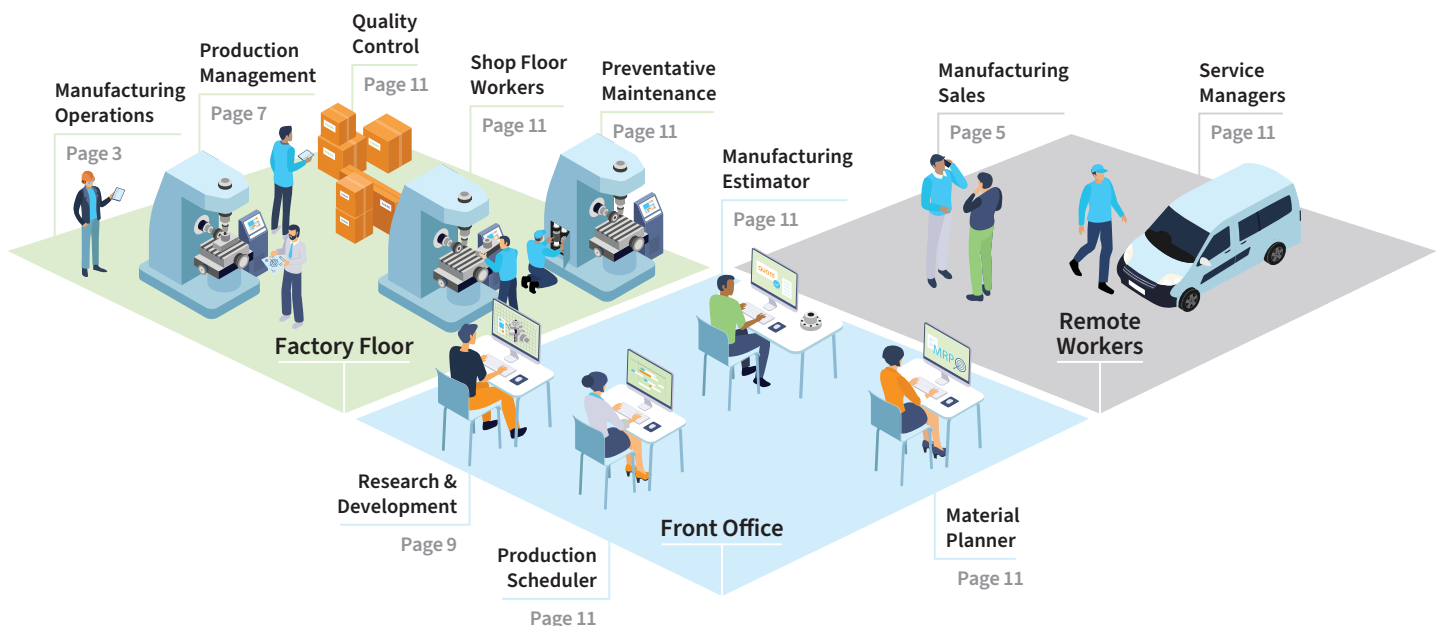 Quality
Control
Page 11
Production
Management
Page 7
Shop Floor
Workers
Page 11
Preventative
Maintenance
Page 11
Manufacturing
Sales
Page 5
Service
Managers
Page 11
Manufacturing
Operations
Page 3
Manufacturing
Estimator
Page 11
QUOTE
Factory Floor
Remote
Workers
MRP
Research &
Development
Page 9
Front Office
Material
Planner
Page 11
Production
Scheduler
Page 11